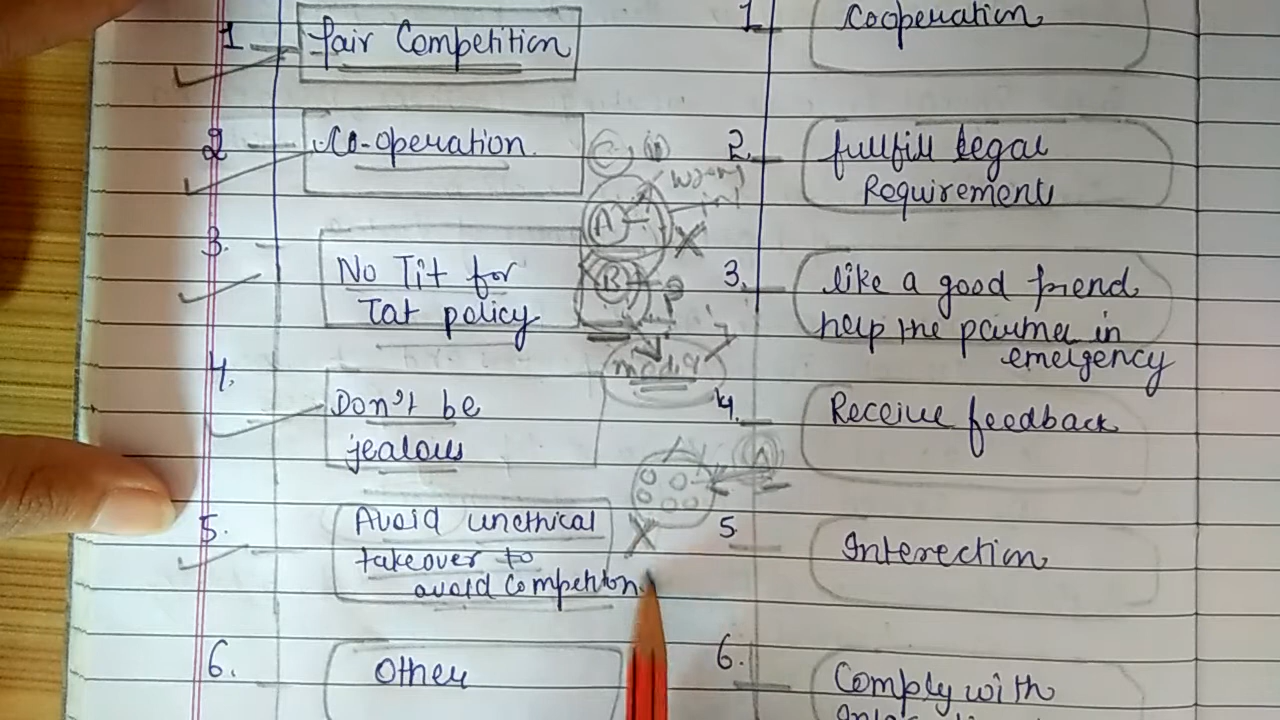 1 fair Competition
2 Co-operation.
3. No Tit for
Tat policy
4. Don't be
jealous
5. Avoid unethical
takeover to
avoid Competition.
6. Other
C
A
B
media
A
1. Cooperation
2. fullfill legal
Requirement
3. like a good friend
help the partner in
emergency
4. Receive feedback
5. Interection
6. Comply with